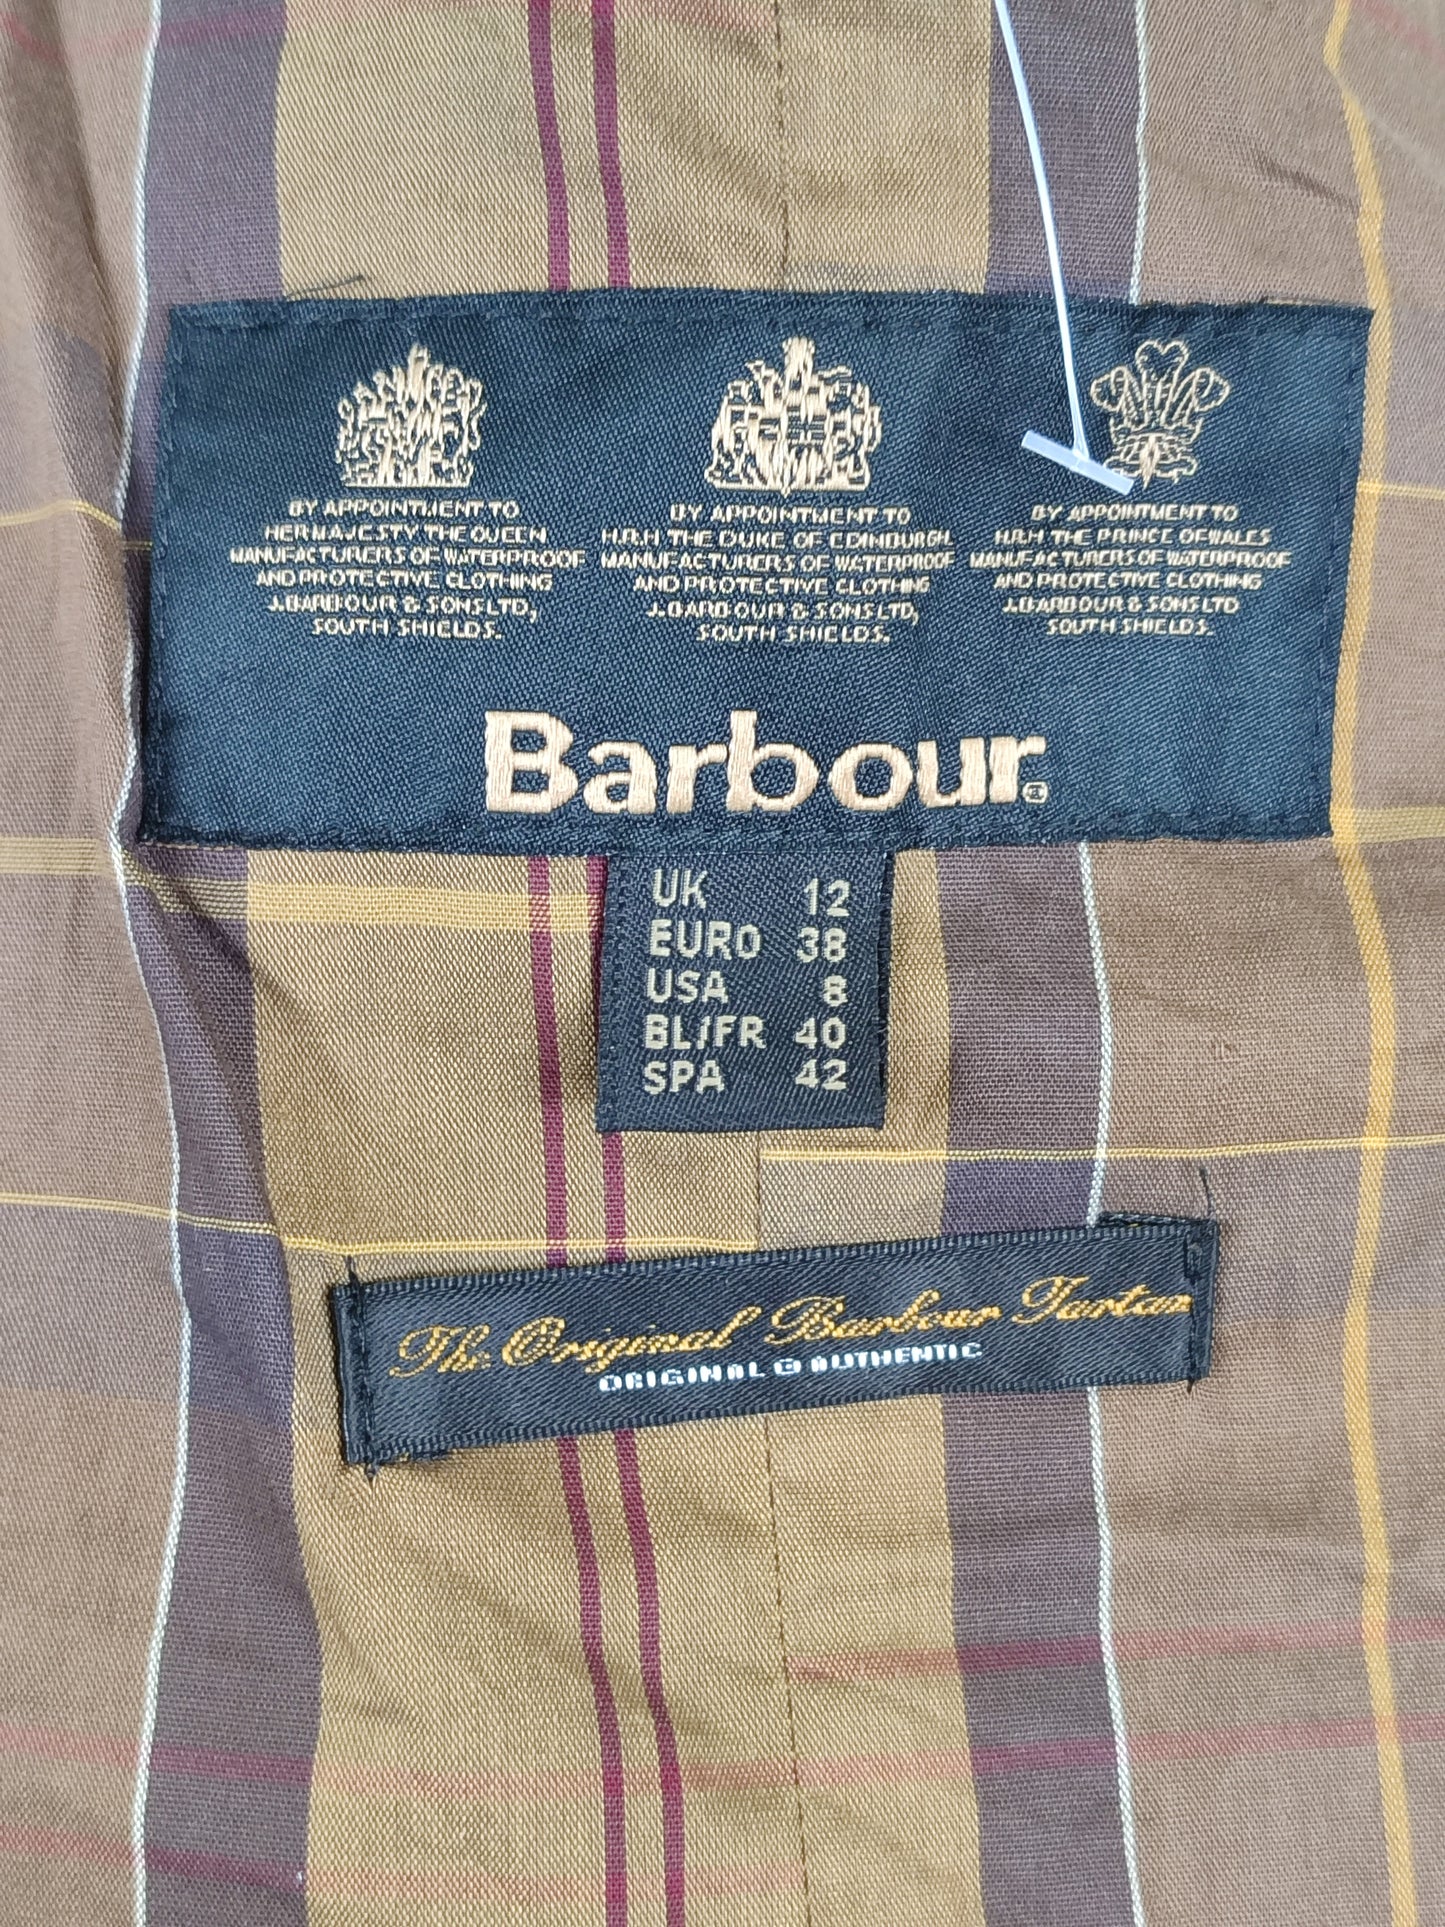 BY APPOINTMENT TO
HER MAJESTY THE QUEEN
MANUFACTURERS OF WATERPROOF
AND PROTECTIVE CLOTHING
J. BARBOUR & SONS LTD,
SOUTH SHIELDS.
BY APPOINTMENT TO
H.R.H. THE DUKE OF EDINBURGH.
MANUFACTURERS OF WATERPROOF
AND PROTECTIVE CLOTHING
J. BARBOUR & SONS LTD,
SOUTH SHIELDS.
BY APPOINTMENT TO
H.R.H THE PRINCE OF WALES
MANUFACTURERS OF WATERPROOF
AND PROTECTIVE CLOTHING
J. BARBOUR & SONS LTD
SOUTH SHIELDS.
Barbour®
UK 12
EURO 38
USA 8
BL/FR 40
SPA 42
The Original Barbour Tartan
ORIGINAL & AUTHENTIC